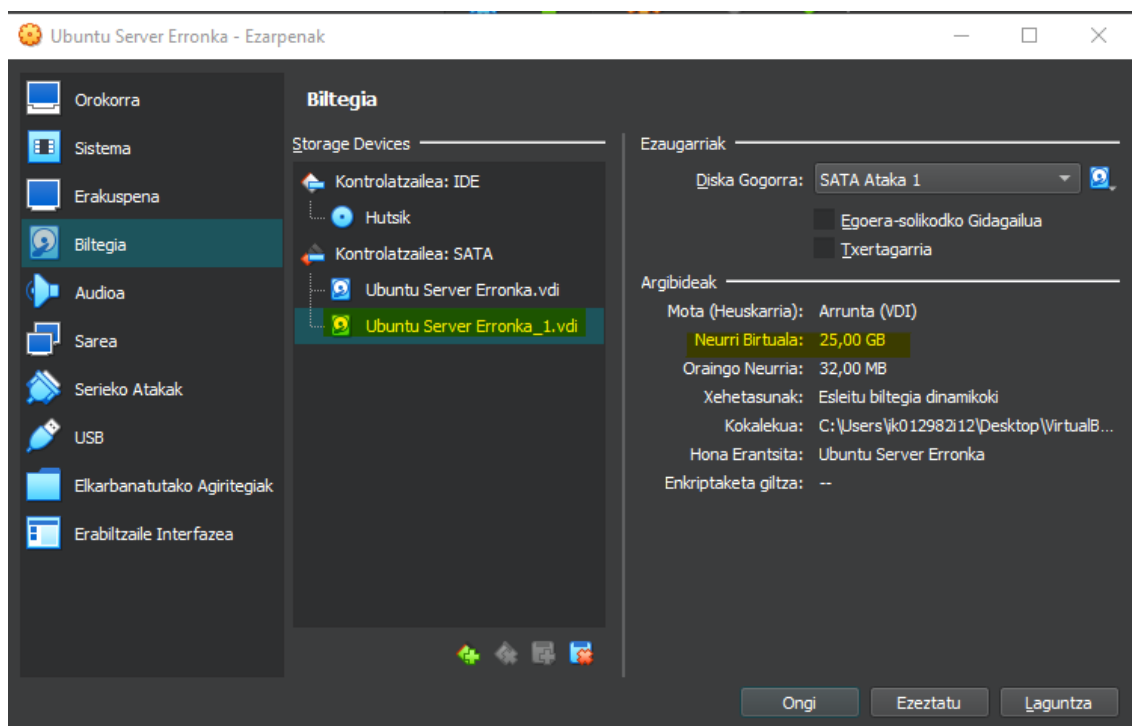 Ubuntu Server Erronka - Ezarpenak
Orokorra
Sistema
Erakuspena
Biltegia
Audioa
Sarea
Serieko Atakak
USB
Elkarbanatutako Agiritegiak
Erabiltzaile Interfazea
Biltegia
Storage Devices
Kontrolatzailea: IDE
Hutsik
Kontrolatzailea: SATA
Ubuntu Server Erronka.vdi
Ubuntu Server Erronka_1.vdi
Ezaugarriak
Diska Gogorra: SATA Ataka 1
Egoera-solikodko Gidagailua
Txertagarria
Argibideak
Mota (Heuskarria): Arrunta (VDI)
Neurri Birtuala: 25,00 GB
Oraingo Neurria: 32,00 MB
Xehetasunak: Esleitu biltegia dinamikoki
Kokalekua: C:\Users\ik012982i12\Desktop\VirtualB...
Hona Erantsita: Ubuntu Server Erronka
Enkriptaketa giltza: --
Ongi
Ezeztatu
Laguntza